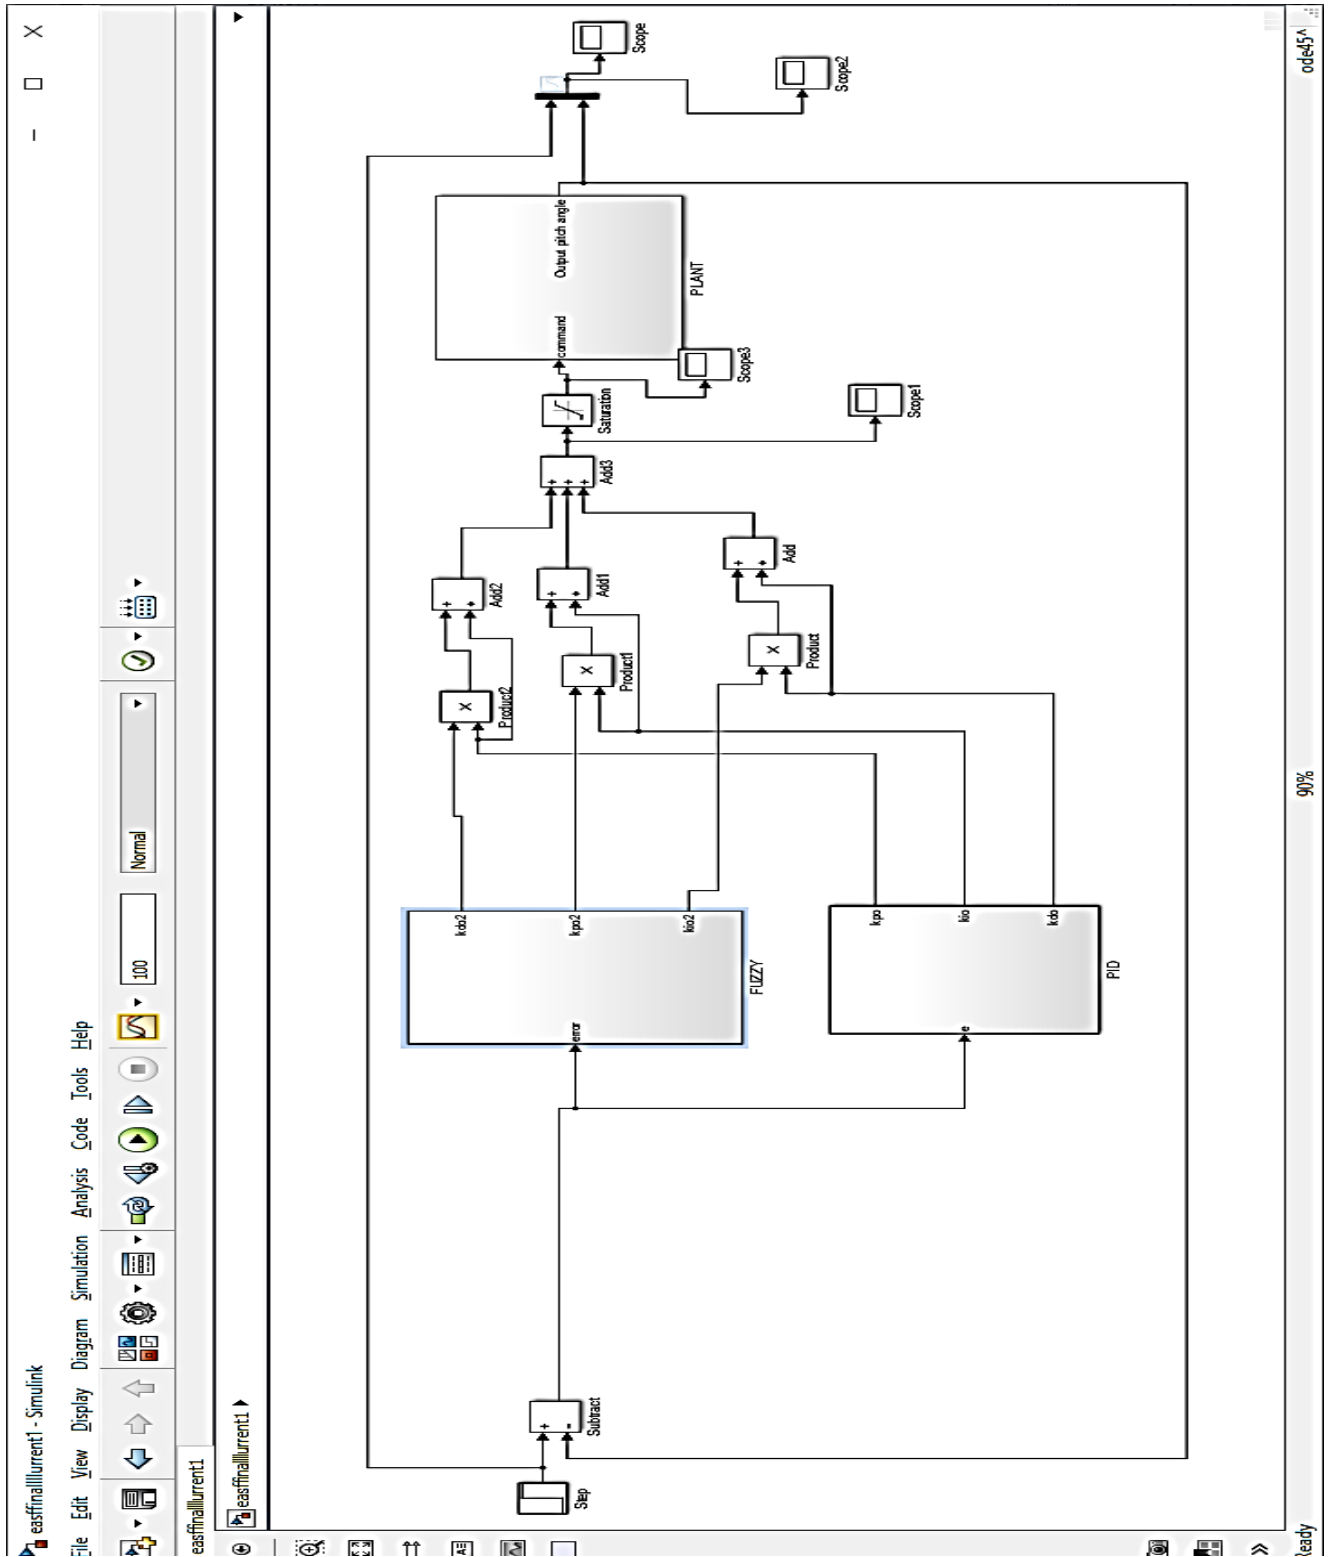 easffinalllurrent1 - Simulink
File Edit View Display Diagram Simulation Analysis Code Tools Help
100
Normal
easffinalllurrent1
easffinalllurrent1
Step
+
-
Subtract
error
kdo2
kpo2
kio2
FUZZY
e
kpo
kio
kdo
PID
X
Product2
X
Product1
X
Product
+
+
Add2
+
+
Add1
+
+
Add
+
+
+
Add3
Saturation
Scope1
Scope3
command
Output pitch angle
PLANT
Scope
Scope2
Ready
90%
ode45